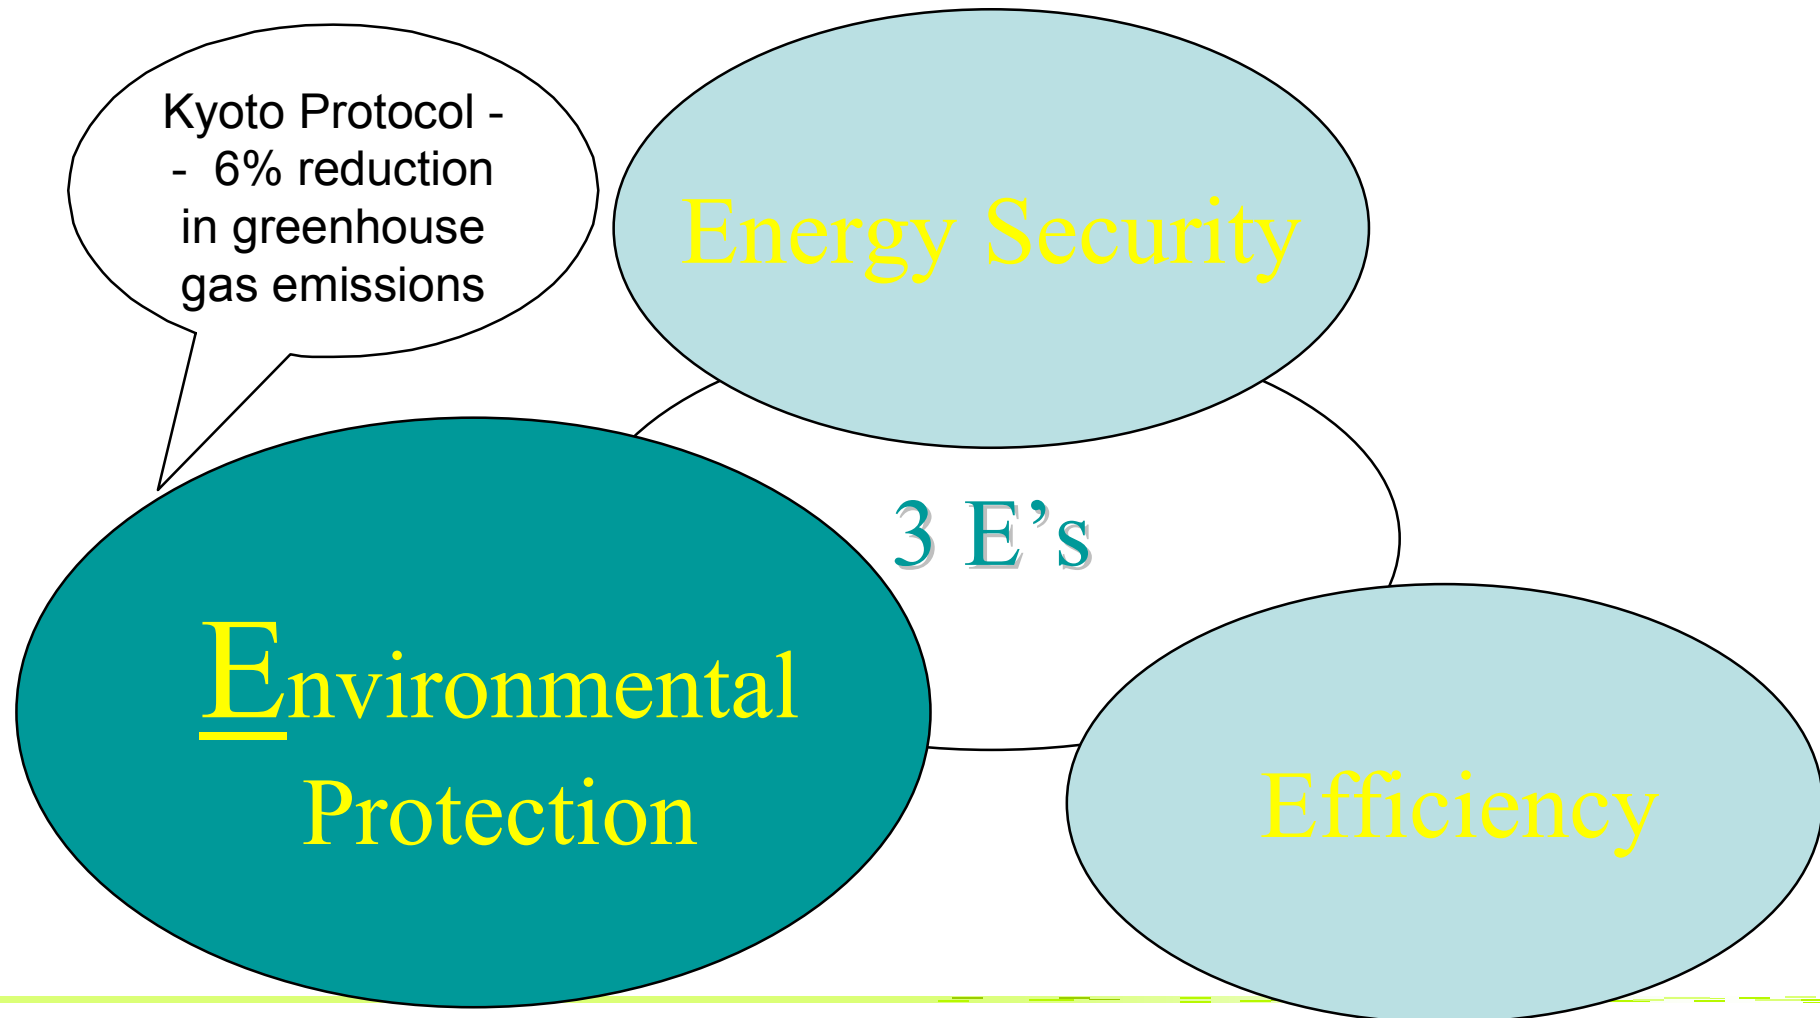 Kyoto Protocol -
- 6% reduction
in greenhouse
gas emissions
Energy Security
3 E’s
Environmental
Protection
Efficiency